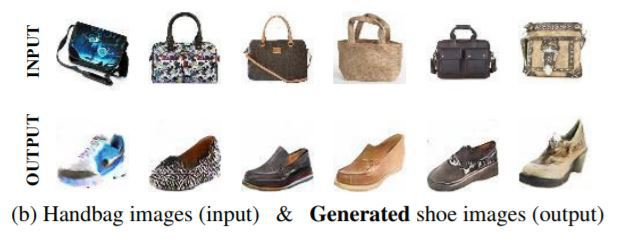 INPUT
OUTPUT
(b) Handbag images (input) & Generated shoe images (output)